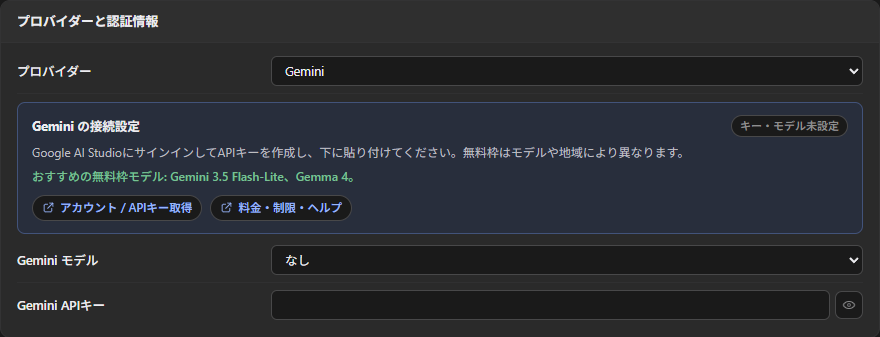 プロバイダーと認証情報
プロバイダー
Gemini
Gemini の接続設定
キー・モデル未設定
Google AI StudioにサインインしてAPIキーを作成し、下に貼り付けてください。無料枠はモデルや地域により異なります。
おすすめの無料枠モデル: Gemini 3.5 Flash-Lite、Gemma 4。
アカウント / APIキー取得
料金・制限・ヘルプ
Gemini モデル
なし
Gemini APIキー